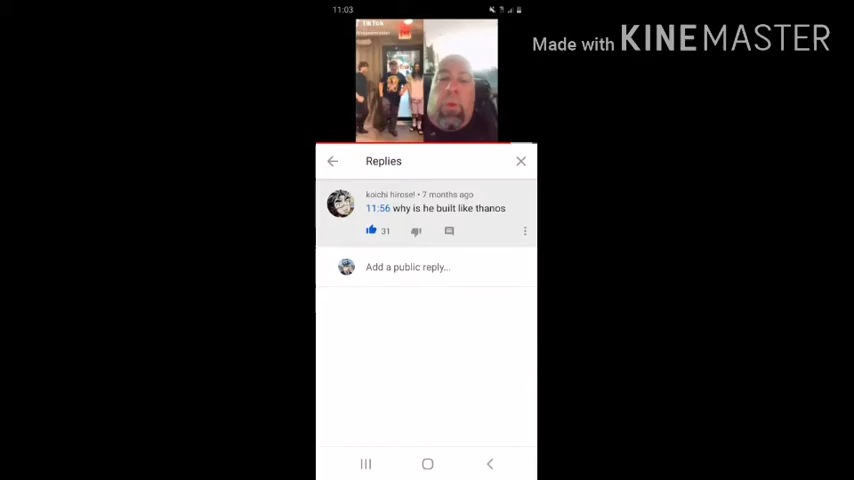 11:03
TikTok
Made with KINEMASTER
Replies
koichi hirose! • 7 months ago
11:56 why is he built like thanos
31
Add a public reply...